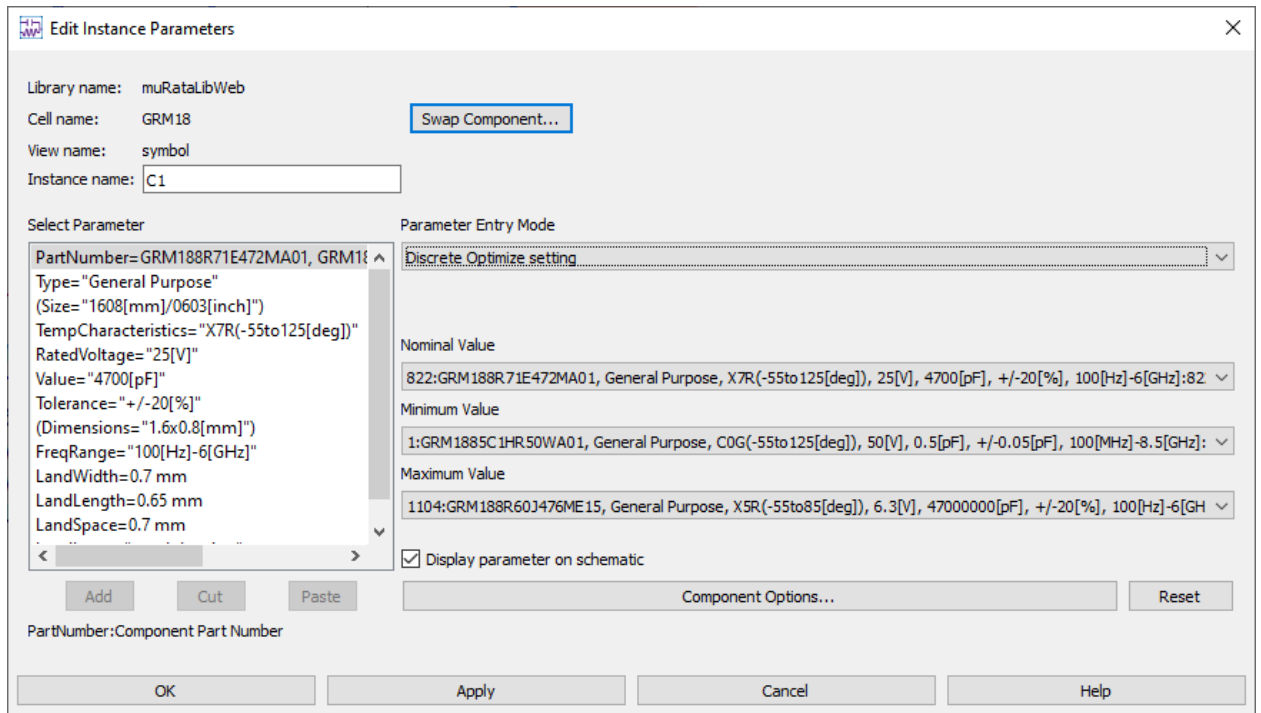 Edit Instance Parameters
Library name: muRataLibWeb
Cell name: GRM18
Swap Component...
View name: symbol
Instance name: C1
Select Parameter
PartNumber=GRM188R71E472MA01, GRM18
Type="General Purpose"
(Size="1608[mm]/0603[inch]")
TempCharacteristics="X7R(-55to125[deg])"
RatedVoltage="25[V]"
Value="4700[pF]"
Tolerance="+/-20[%]"
(Dimensions="1.6x0.8[mm]")
FreqRange="100[Hz]-6[GHz]"
LandWidth=0.7 mm
LandLength=0.65 mm
LandSpace=0.7 mm
Add
Cut
Paste
PartNumber:Component Part Number
Parameter Entry Mode
Discrete Optimize setting
Nominal Value
822:GRM188R71E472MA01, General Purpose, X7R(-55to125[deg]), 25[V], 4700[pF], +/-20[%], 100[Hz]-6[GHz]:82
Minimum Value
1:GRM1885C1HR50WA01, General Purpose, C0G(-55to125[deg]), 50[V], 0.5[pF], +/-0.05[pF], 100[MHz]-8.5[GHz]:
Maximum Value
1104:GRM188R60J476ME15, General Purpose, X5R(-55to85[deg]), 6.3[V], 47000000[pF], +/-20[%], 100[Hz]-6[GH
Display parameter on schematic
Component Options...
Reset
OK
Apply
Cancel
Help